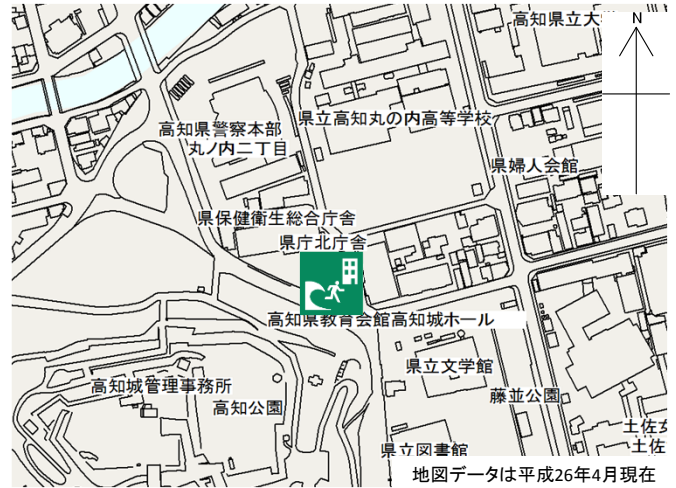 高知県立大
N
県立高知丸の内高等学校
高知県警察本部
丸ノ内二丁目
県婦人会館
県保健衛生総合庁舎
県庁北庁舎
高知県教育会館高知城ホール
県立文学館
高知城管理事務所
藤並公園
高知公園
土佐
県立図書館
土佐
地図データは平成26年4月現在